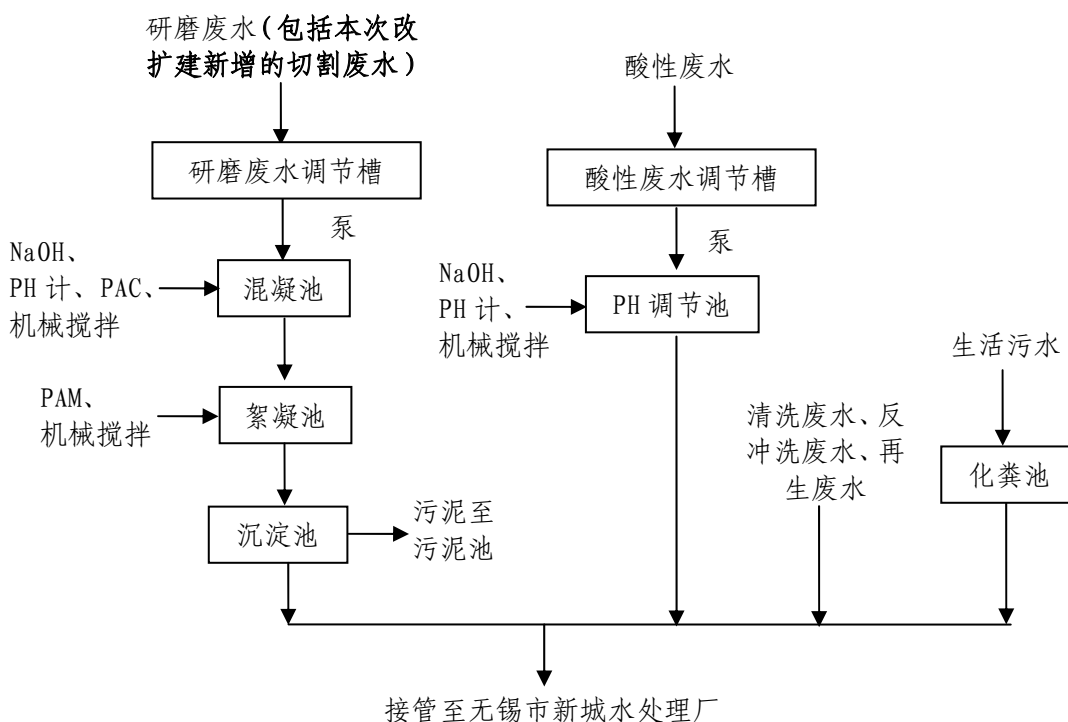 研磨废水(包括本次改
扩建新增的切割废水)
酸性废水
研磨废水调节槽
酸性废水调节槽
泵
泵
NaOH、
PH 计、PAC、
机械搅拌
混凝池
NaOH、
PH 计、
机械搅拌
PH 调节池
生活污水
PAM、
机械搅拌
絮凝池
清洗废水、反
冲洗废水、再
生废水
化粪池
沉淀池
污泥至
污泥池
接管至无锡市新城水处理厂